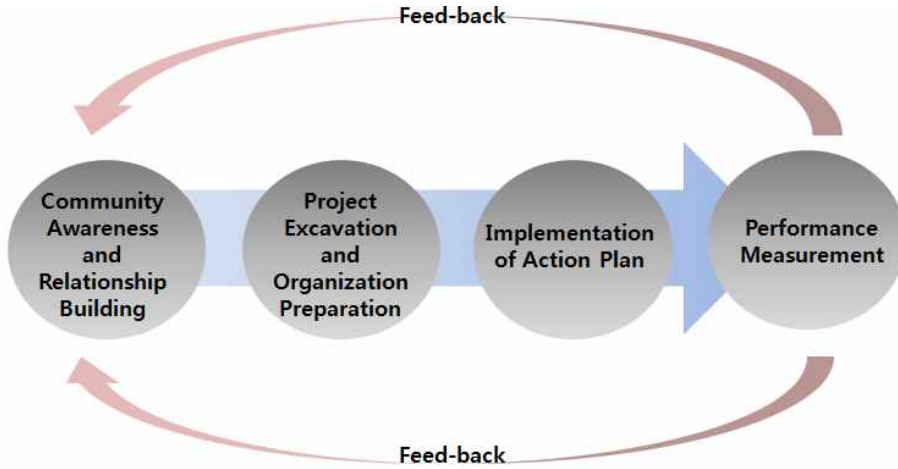 Feed-back
Community
Awareness
and
Relationship
Building
Project
Excavation
and
Organization
Preparation
Implementation
of Action Plan
Performance
Measurement
Feed-back